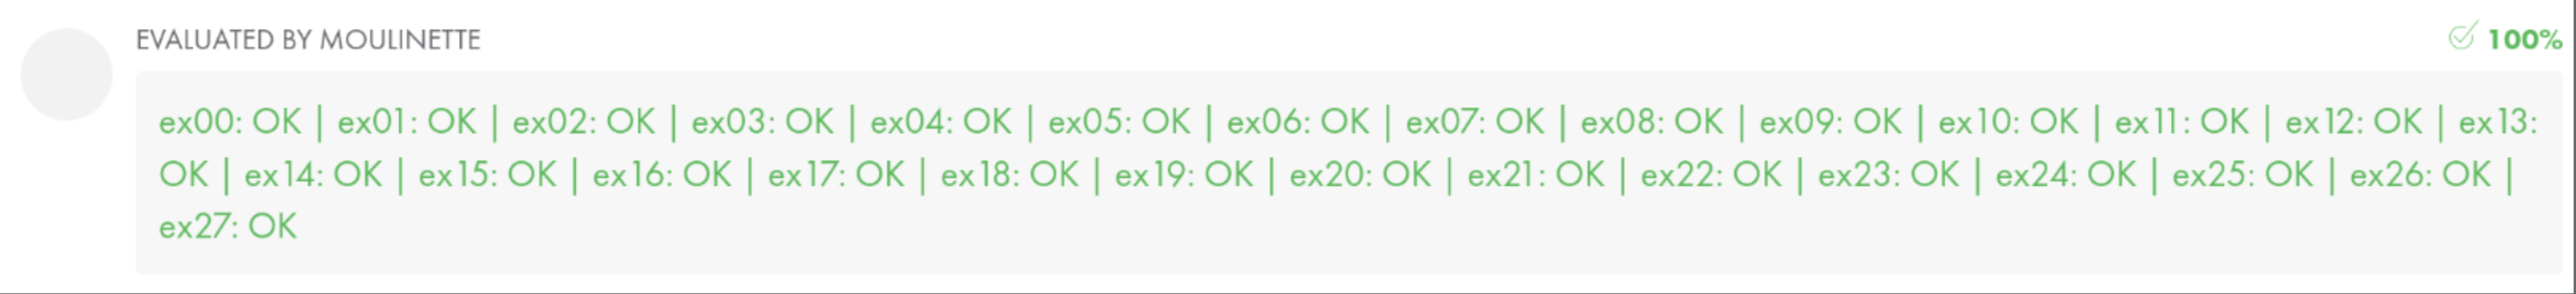 EVALUATED BY MOULINETTE
100%
ex00: OK | ex01: OK | ex02: OK | ex03: OK | ex04: OK | ex05: OK | ex06: OK | ex07: OK | ex08: OK | ex09: OK | ex10: OK | ex11: OK | ex12: OK | ex13:
OK | ex14: OK | ex15: OK | ex16: OK | ex17: OK | ex18: OK | ex19: OK | ex20: OK | ex21: OK | ex22: OK | ex23: OK | ex24: OK | ex25: OK | ex26: OK |
ex27: OK